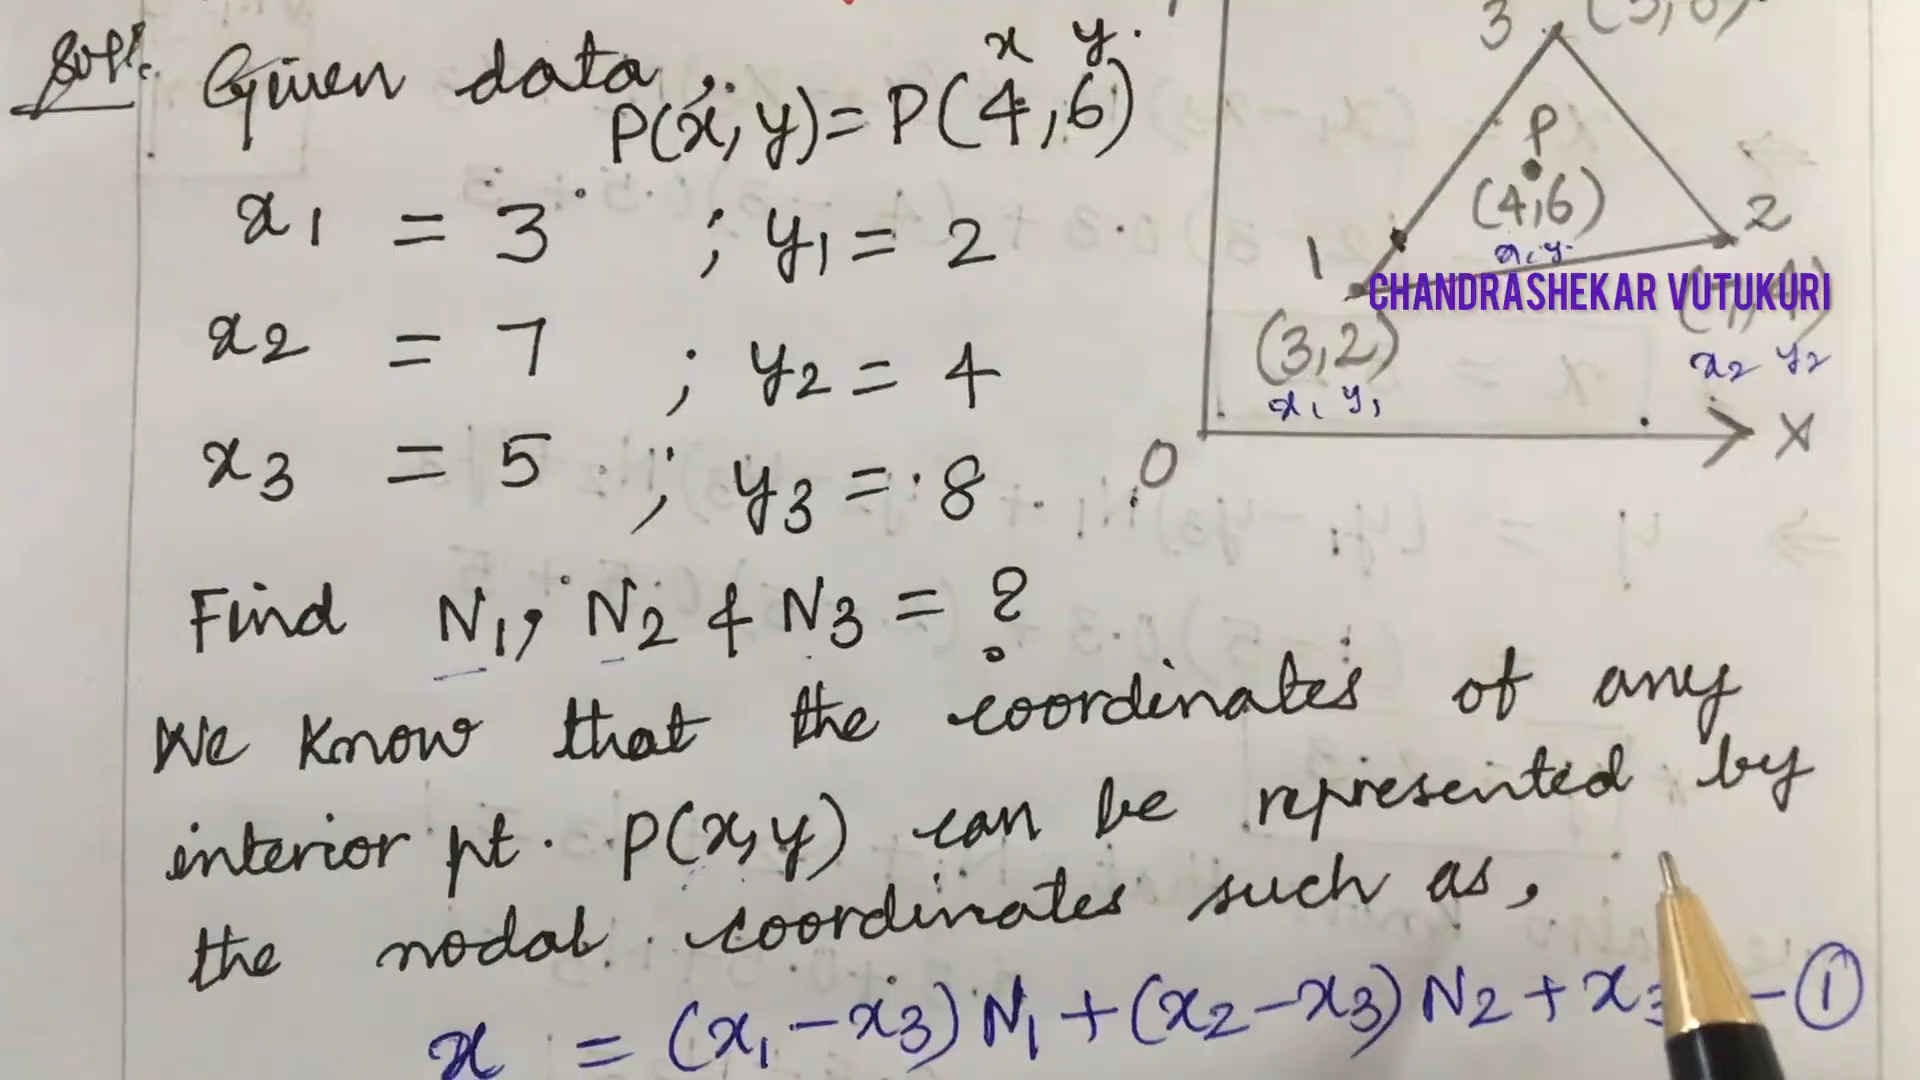 Soln.
Given data,
x y.
P(x, y) = P(4,6)
x1 = 3 ; y1 = 2
x2 = 7 ; y2 = 4
x3 = 5 ; y3 = 8
Find N1, N2 & N3 = ?
We know that the coordinates of any
interior pt. P(x,y) can be represented by
the nodal coordinates such as,
x = (x1 - x3) N1 + (x2 - x3) N2 + x3 - ①
3
P
(4,6)
x, y
1
2
CHANDRASHEKAR VUTUKURI
(3,2)
x1 y1
x2 y2
O
X